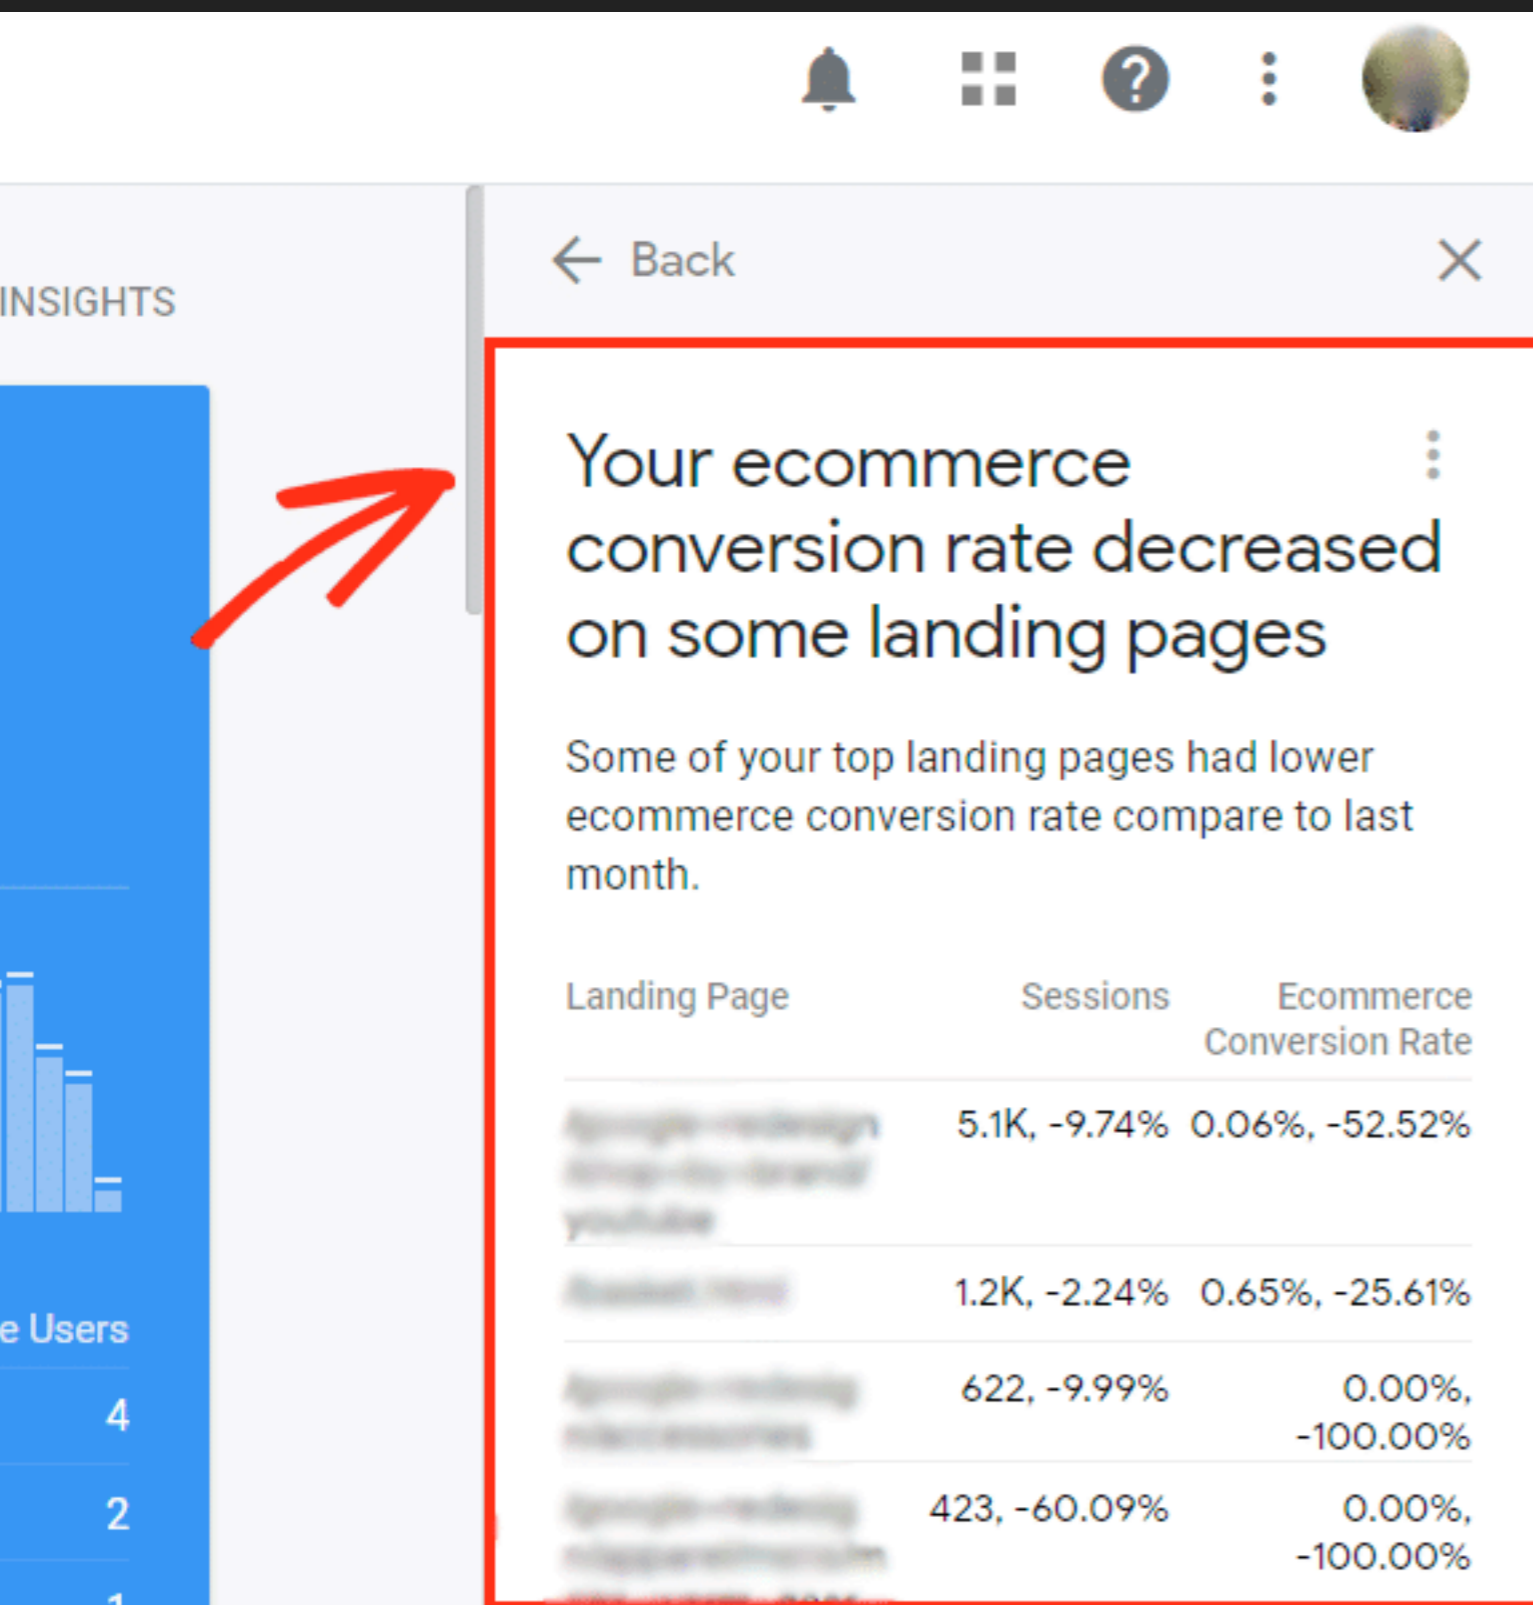 INSIGHTS
e Users
4
2
1
Back
Your ecommerce
conversion rate decreased
on some landing pages
Some of your top landing pages had lower
ecommerce conversion rate compare to last
month.
Landing Page Sessions Ecommerce
Conversion Rate
5.1K, -9.74% 0.06%, -52.52%
youtube
1.2K, -2.24% 0.65%, -25.61%
622, -9.99% 0.00%,
-100.00%
423, -60.09% 0.00%,
-100.00%